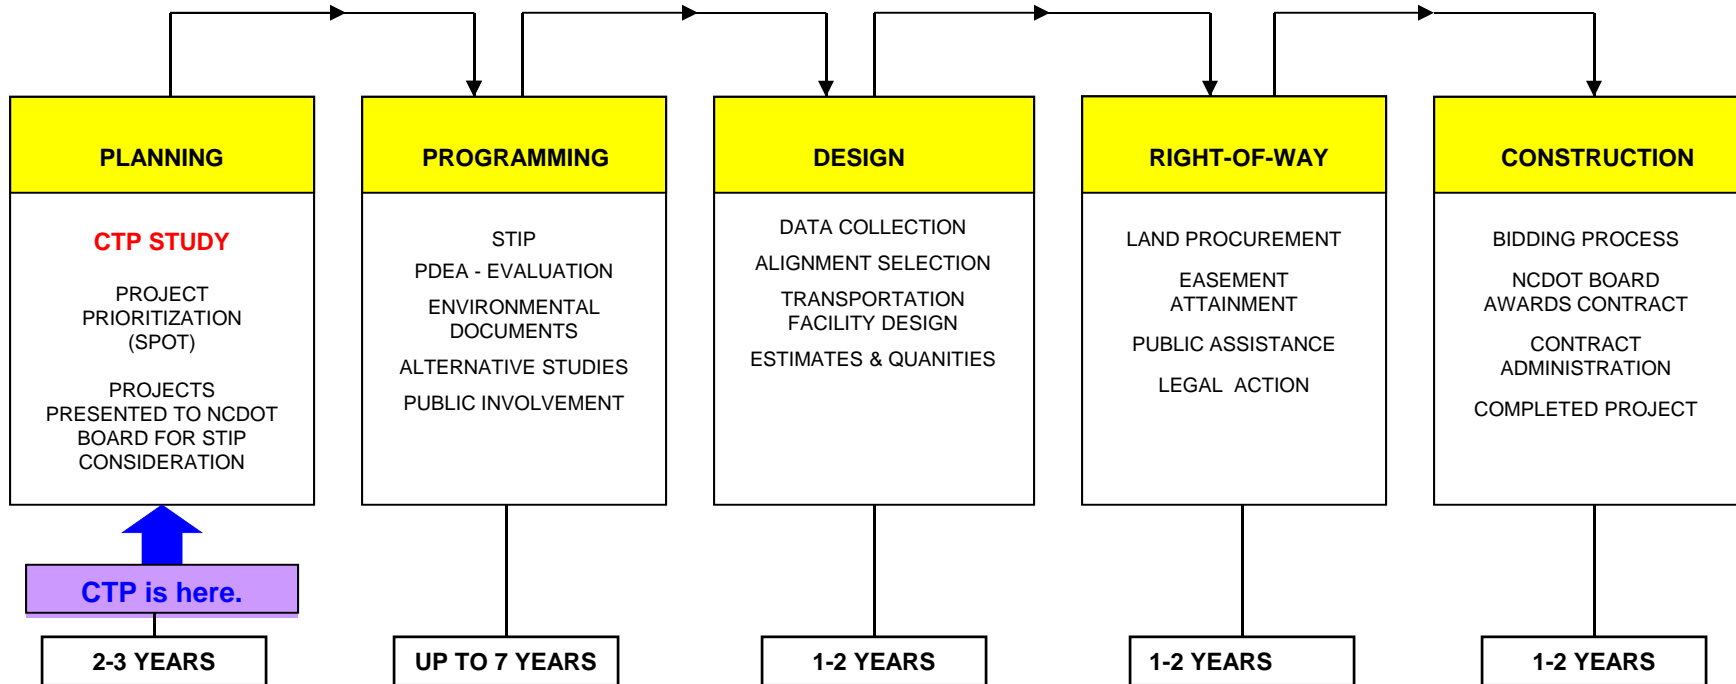 PLANNING
CTP STUDY
PROJECT
PRIORITIZATION
(SPOT)
PROJECTS
PRESENTED TO NCDOT
BOARD FOR STIP
CONSIDERATION
CTP is here.
2-3 YEARS
PROGRAMMING
STIP
PDEA - EVALUATION
ENVIRONMENTAL
DOCUMENTS
ALTERNATIVE STUDIES
PUBLIC INVOLVEMENT
UP TO 7 YEARS
DESIGN
DATA COLLECTION
ALIGNMENT SELECTION
TRANSPORTATION
FACILITY DESIGN
ESTIMATES & QUANITIES
1-2 YEARS
RIGHT-OF-WAY
LAND PROCUREMENT
EASEMENT
ATTAINMENT
PUBLIC ASSISTANCE
LEGAL ACTION
1-2 YEARS
CONSTRUCTION
BIDDING PROCESS
NCDOT BOARD
AWARDS CONTRACT
CONTRACT
ADMINISTRATION
COMPLETED PROJECT
1-2 YEARS